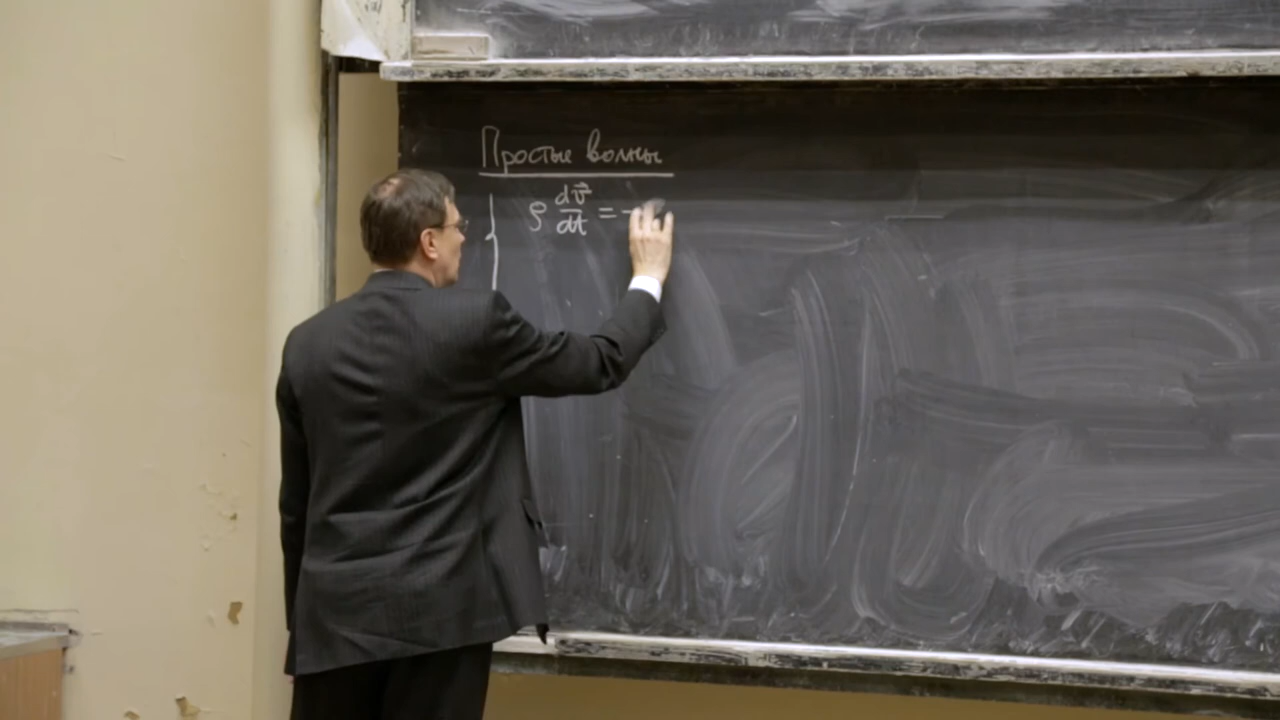 Простые волны
ρ dv⃗/dt = -